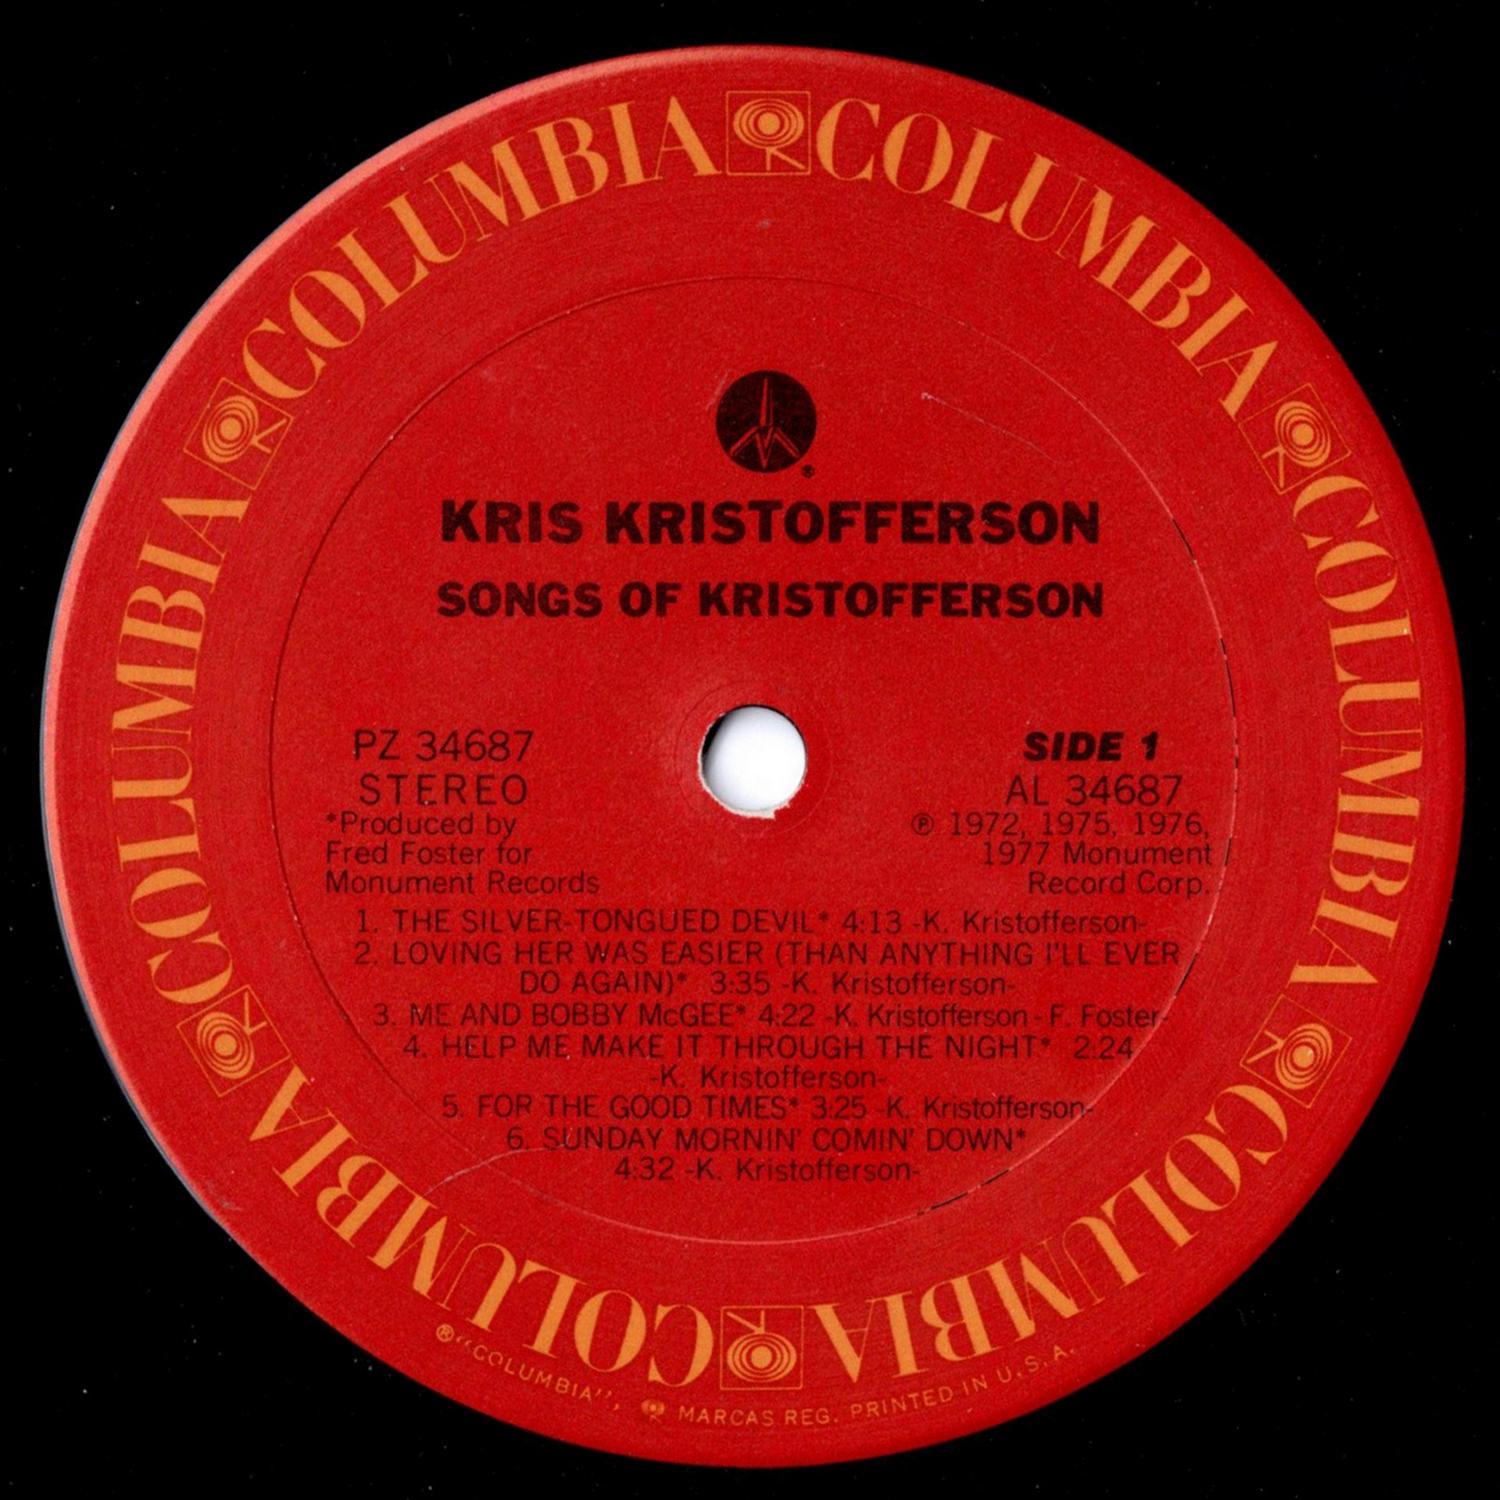 COLUMBIA COLUMBIA COLUMBIA COLUMBIA COLUMBIA COLUMBIA COLUMBIA COLUMBIA
®
KRIS KRISTOFFERSON
SONGS OF KRISTOFFERSON
PZ 34687
STEREO
*Produced by
Fred Foster for
Monument Records
SIDE 1
AL 34687
℗ 1972, 1975, 1976,
1977 Monument
Record Corp.
1. THE SILVER-TONGUED DEVIL* 4:13 -K. Kristofferson-
2. LOVING HER WAS EASIER (THAN ANYTHING I'LL EVER
DO AGAIN)* 3:35 -K. Kristofferson-
3. ME AND BOBBY McGEE* 4:22 -K. Kristofferson - F. Foster-
4. HELP ME MAKE IT THROUGH THE NIGHT* 2:24
-K. Kristofferson-
5. FOR THE GOOD TIMES* 3:25 -K. Kristofferson-
6. SUNDAY MORNIN' COMIN' DOWN*
4:32 -K. Kristofferson-
® "COLUMBIA", MARCAS REG. PRINTED IN U.S.A.